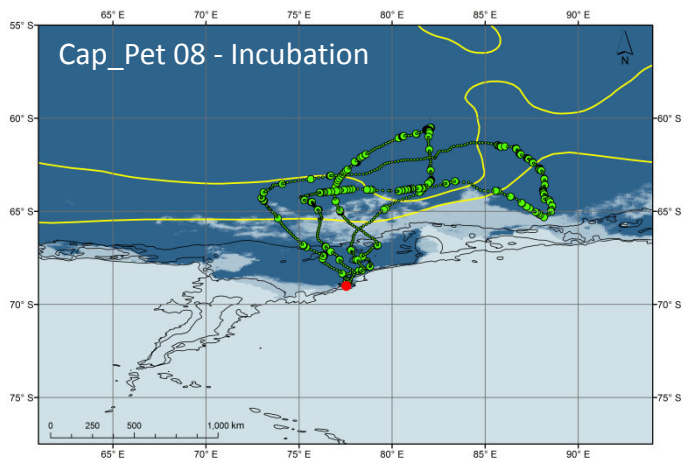 65° E 70° E 75° E 80° E 85° E 90° E
55° S
Cap_Pet 08 - Incubation
N
60° S 60° S
65° S 65° S
70° S 70° S
75° S 75° S
0 250 500 1,000 km
65° E 70° E 75° E 80° E 85° E 90° E